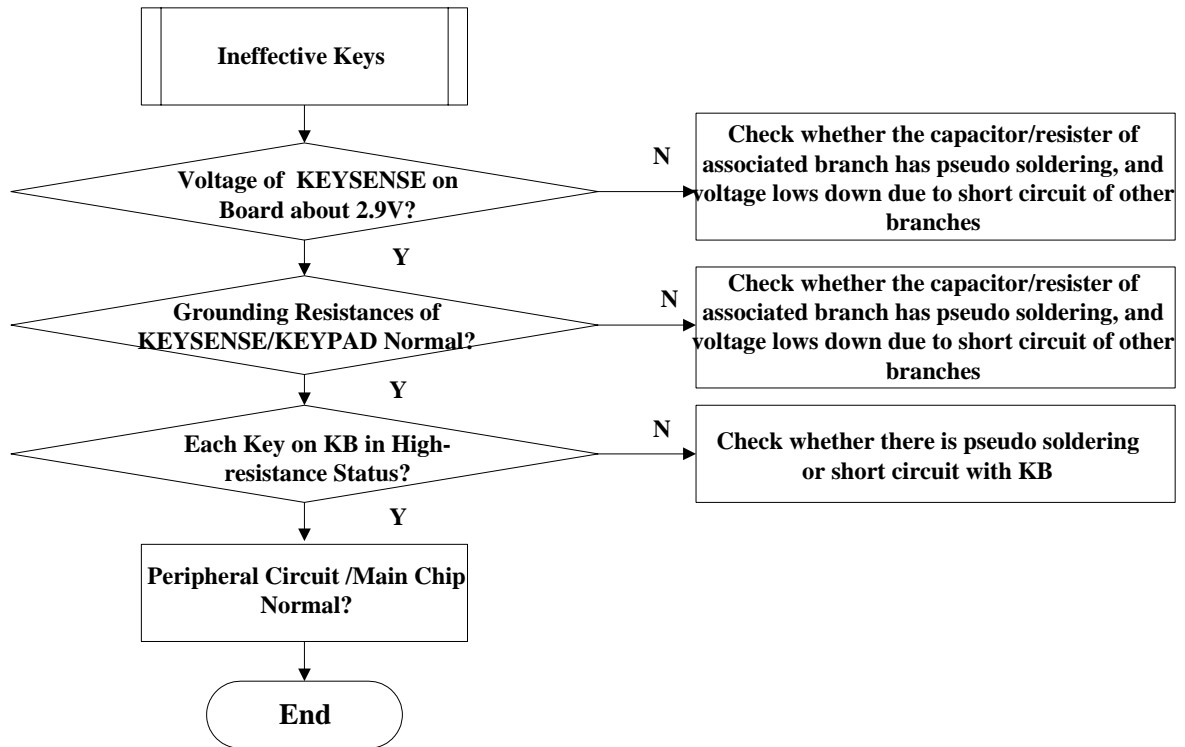 Ineffective Keys
N
Check whether the capacitor/resister of
associated branch has pseudo soldering, and
voltage lows down due to short circuit of other
branches
Voltage of KEYSENSE on
Board about 2.9V?
Y
N
Check whether the capacitor/resister of
associated branch has pseudo soldering, and
voltage lows down due to short circuit of other
branches
Grounding Resistances of
KEYSENSE/KEYPAD Normal?
Y
N
Each Key on KB in High-
resistance Status?
Check whether there is pseudo soldering
or short circuit with KB
Y
Peripheral Circuit /Main Chip
Normal?
End